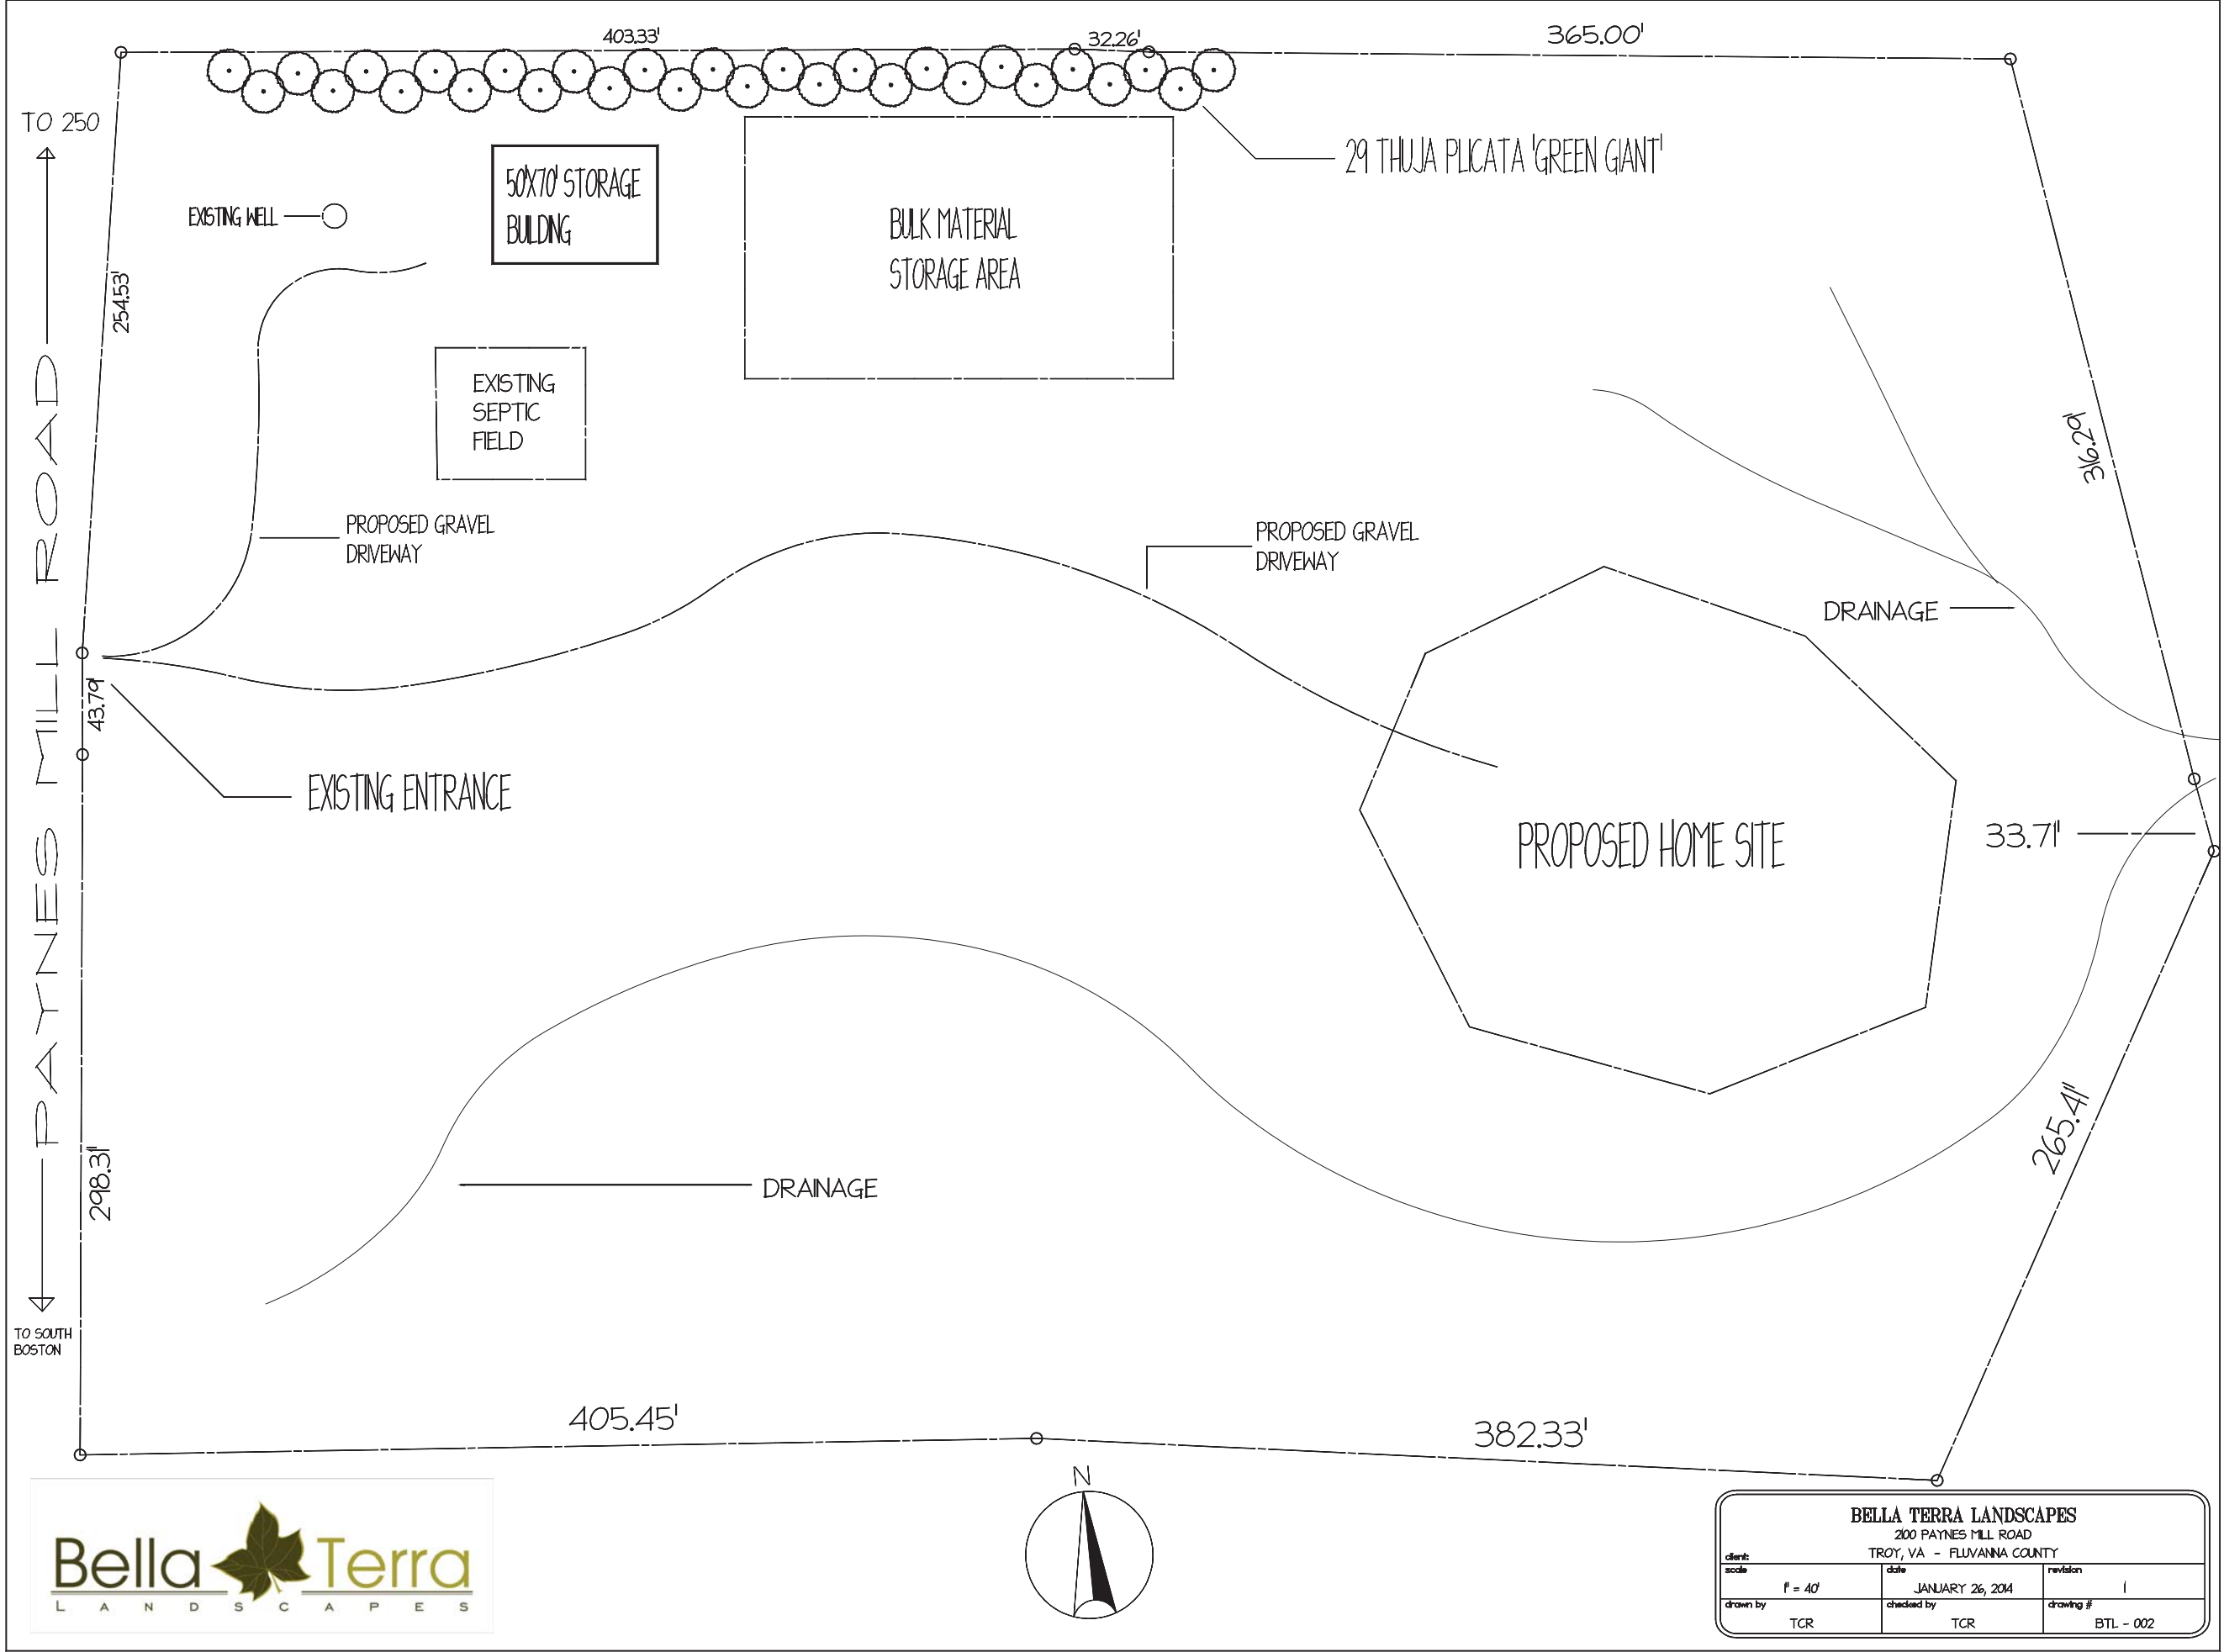 403.33'
32.26'
365.00'
TO 250
29 THUJA PLICATA 'GREEN GIANT'
50'X70' STORAGE
BUILDING
EXISTING WELL
BULK MATERIAL
STORAGE AREA
254.53'
EXISTING
SEPTIC
FIELD
316.29'
PROPOSED GRAVEL
DRIVEWAY
PROPOSED GRAVEL
DRIVEWAY
DRAINAGE
PAYNES MILL ROAD
43.79'
EXISTING ENTRANCE
PROPOSED HOME SITE
33.71'
265.41'
298.31'
DRAINAGE
TO SOUTH
BOSTON
405.45'
382.33'
N
Bella Terra
LANDSCAPES
BELLA TERRA LANDSCAPES
2100 PAYNES MILL ROAD
client: TROY, VA - FLUVANNA COUNTY
scale date revision
1" = 40' JANUARY 26, 2014 1
drawn by checked by drawing #
TCR TCR BTL - 002